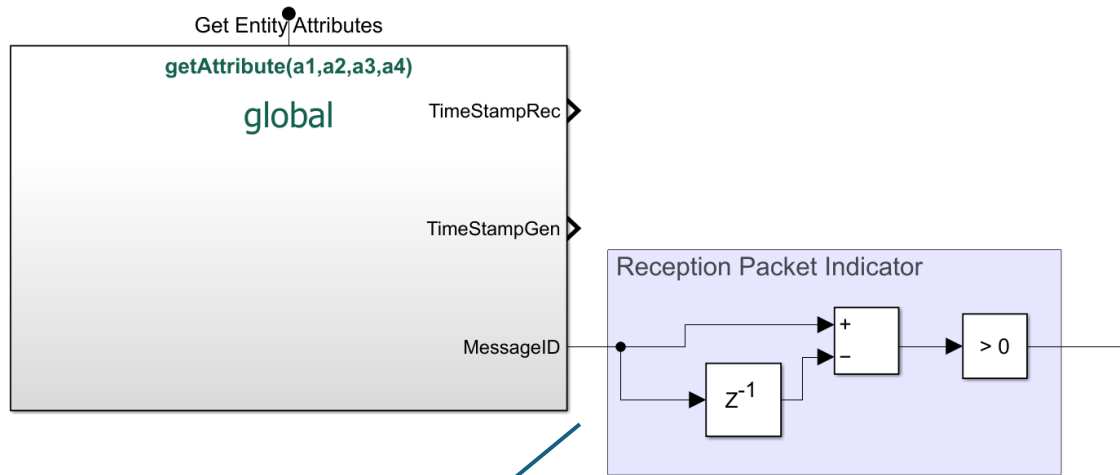 Get Entity Attributes
getAttribute(a1,a2,a3,a4)
global
TimeStampRec
TimeStampGen
MessageID
Reception Packet Indicator
+
−
> 0
Z-1